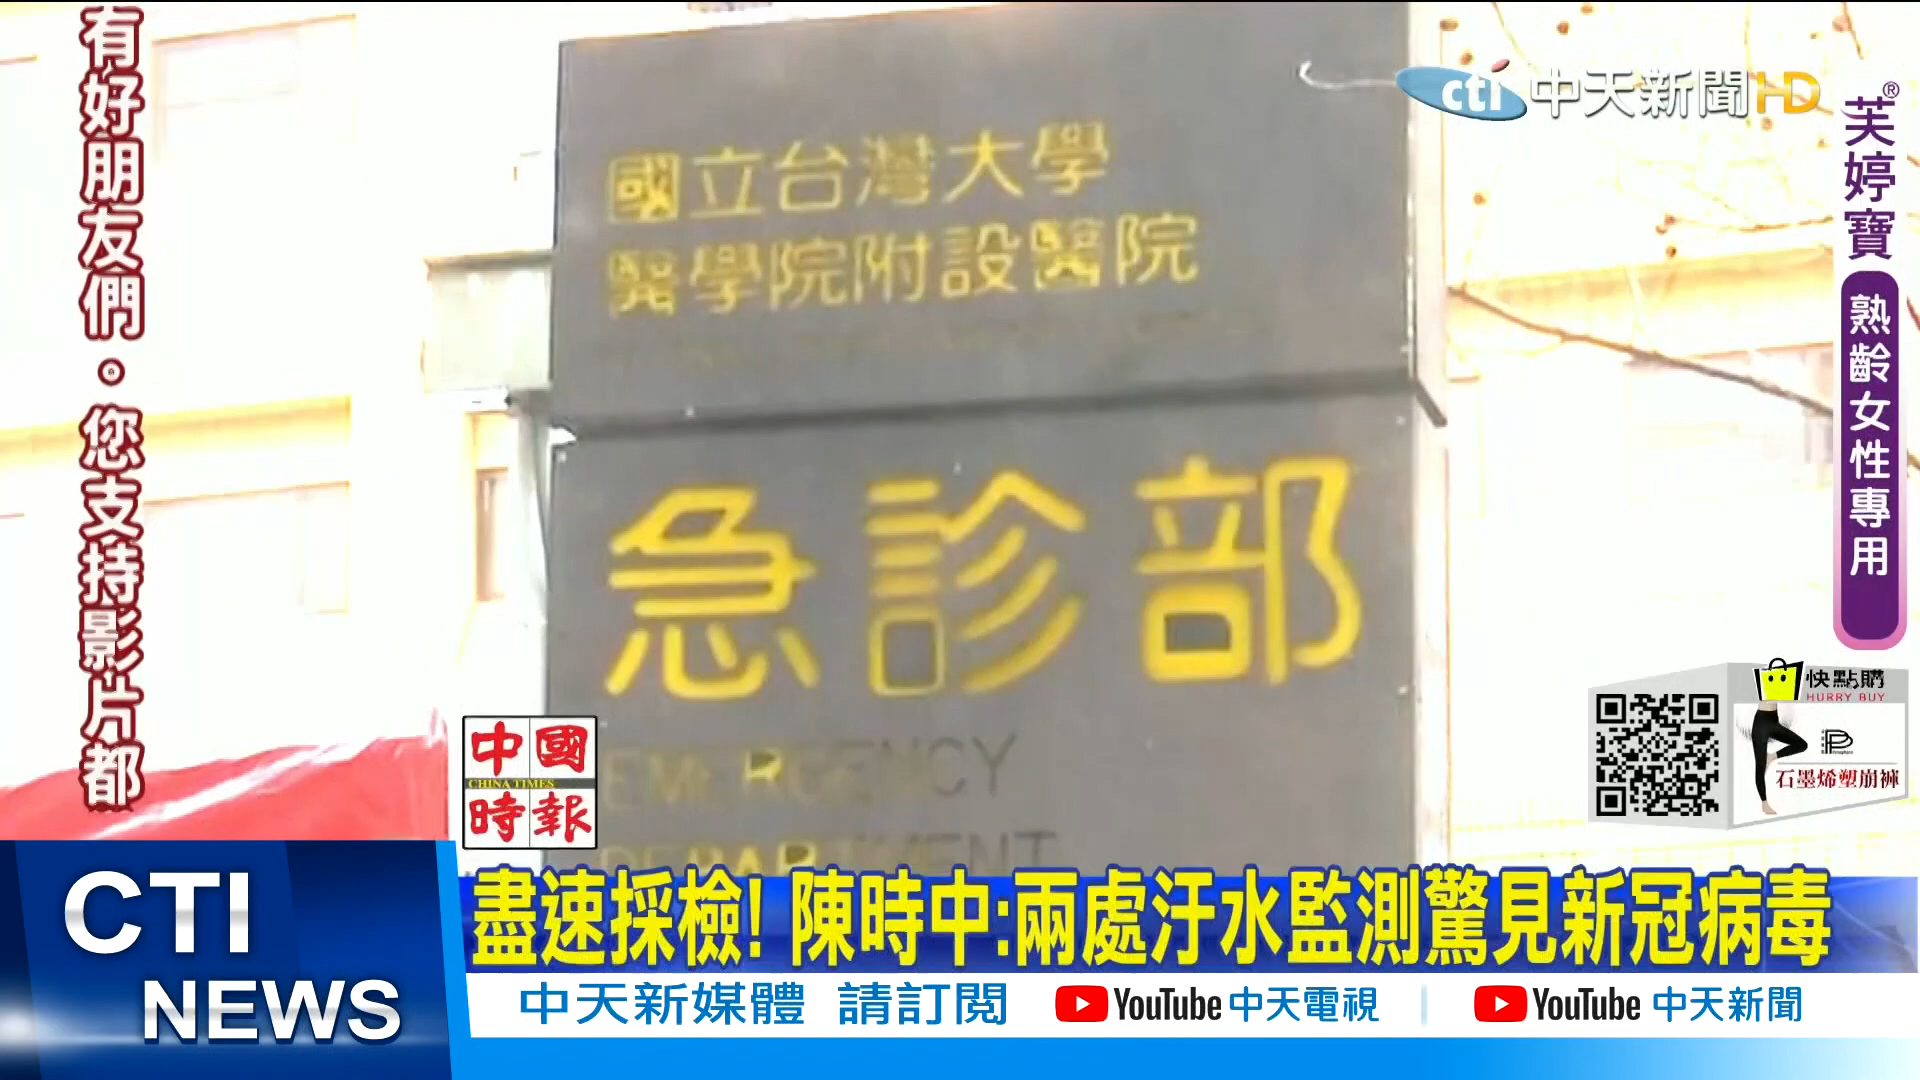 有好朋友們。您支持影片都
cti 中天新聞HD
芙婷寶®
熟齡女性專用
國立台灣大學
醫學院附設醫院
急診部
EMERGENCY
DEPARTMENT
中國
CHINA TIMES
時報
快點購
HURRY BUY
石墨烯塑崩褲
CTI
NEWS
盡速採檢! 陳時中:兩處汙水監測驚見新冠病毒
中天新媒體 請訂閱 YouTube 中天電視 | YouTube 中天新聞